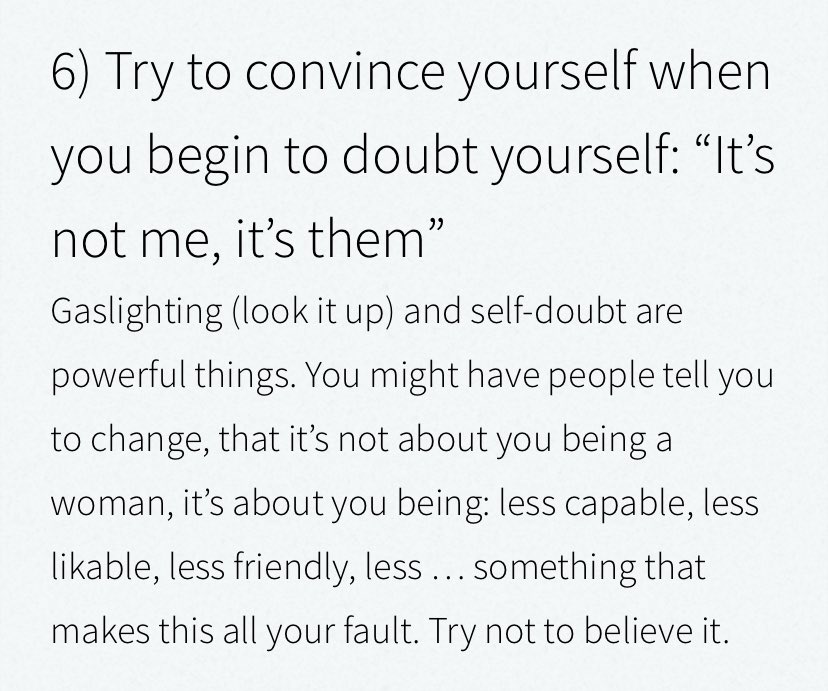 6) Try to convince yourself when
you begin to doubt yourself: “It’s
not me, it’s them”
Gaslighting (look it up) and self-doubt are
powerful things. You might have people tell you
to change, that it’s not about you being a
woman, it’s about you being: less capable, less
likable, less friendly, less … something that
makes this all your fault. Try not to believe it.